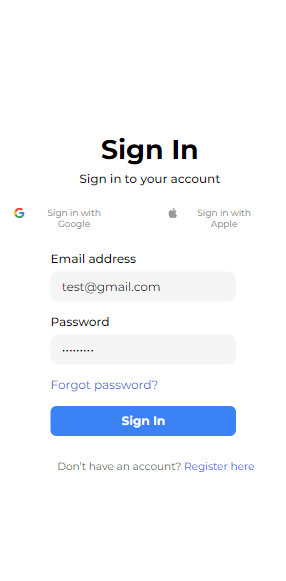 Sign In
Sign in to your account
Sign in with
Google
Sign in with
Apple
Email address
test@gmail.com
Password
•••••••••
Forgot password?
Sign In
Don't have an account? Register here